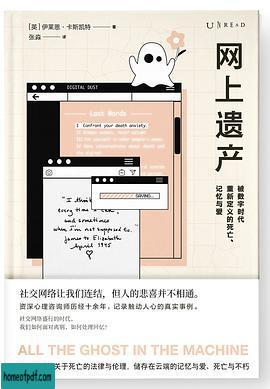 [英] 伊莱恩·卡斯凯特 著
张淼 译
UNREAD
网上遗产
被数字时代
重新定义的死亡、
记忆与爱
DIGITAL DUST
Last Words
1 Confront your death anxiety.
SAVING...
"I think
every time I
and sometimes
when I'm not supposed to."
James to Elizabeth
April 1945
社交网络让我们连结，但人的悲喜并不相通。
资深心理咨询师历经十余年，记录触动人心的真实事例。
社交网络盛行的时代，
我们如何面对离别，如何处理回忆？
ALL THE GHOST IN THE MACHINE
关于死亡的法律与伦理，储存在云端的记忆与爱、死亡与不朽
homeofpdf.com